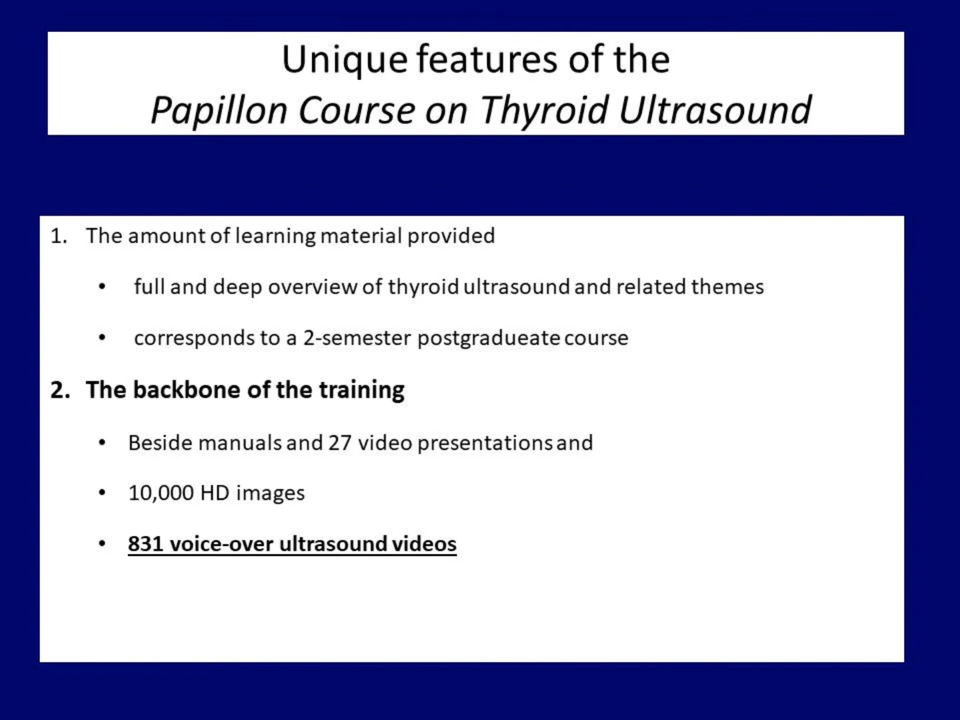 Unique features of the
Papillon Course on Thyroid Ultrasound
1. The amount of learning material provided
• full and deep overview of thyroid ultrasound and related themes
• corresponds to a 2-semester postgradueate course
2. The backbone of the training
• Beside manuals and 27 video presentations and
• 10,000 HD images
• 831 voice-over ultrasound videos